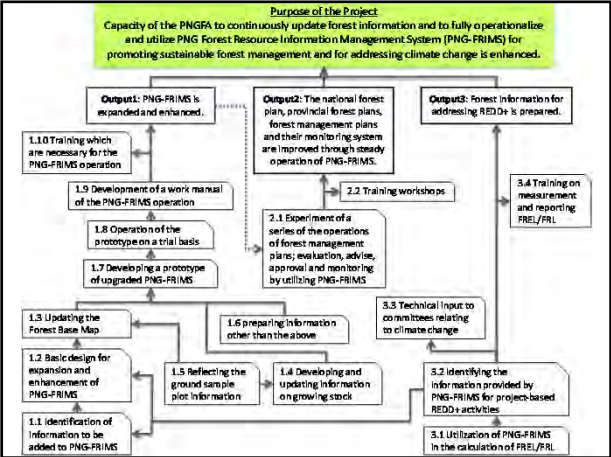 Purpose of the Project
Capacity of the PNGFA to continuously update forest information and to fully operationalize
and utilize PNG Forest Resource Information Management System (PNG-FRIMS) for
promoting sustainable forest management and for addressing climate change is enhanced.
Output1: PNG-FRIMS is
expanded and enhanced.
Output2: The national forest
plan, provincial forest plans,
forest management plans
and their monitoring system
are improved through steady
operation of PNG-FRIMS.
Output3: Forest information for
addressing REDD+ is prepared.
1.10 Training which
are necessary for the
PNG-FRIMS operation
1.9 Development of a work manual
of the PNG-FRIMS operation
1.8 Operation of the
prototype on a trial basis
1.7 Developing a prototype
of upgraded PNG-FRIMS
2.2 Training workshops
2.1 Experiment of a
series of the operations
of forest management
plans; evaluation, advise,
approval and monitoring
by utilizing PNG-FRIMS
3.4 Training on
measurement
and reporting
FREL/FRL
3.3 Technical input to
committees relating
to climate change
1.3 Updating the
Forest Base Map
1.6 preparing information
other than the above
1.2 Basic design for
expansion and
enhancement of
PNG-FRIMS
1.5 Reflecting the
ground sample
plot information
1.4 Developing and
updating information
on growing stock
3.2 Identifying the
information provided by
PNG-FRIMS for project-based
REDD+ activities
1.1 Identification of
information to be
added to PNG-FRIMS
3.1 Utilization of PNG-FRIMS
in the calculation of FREL/FRL